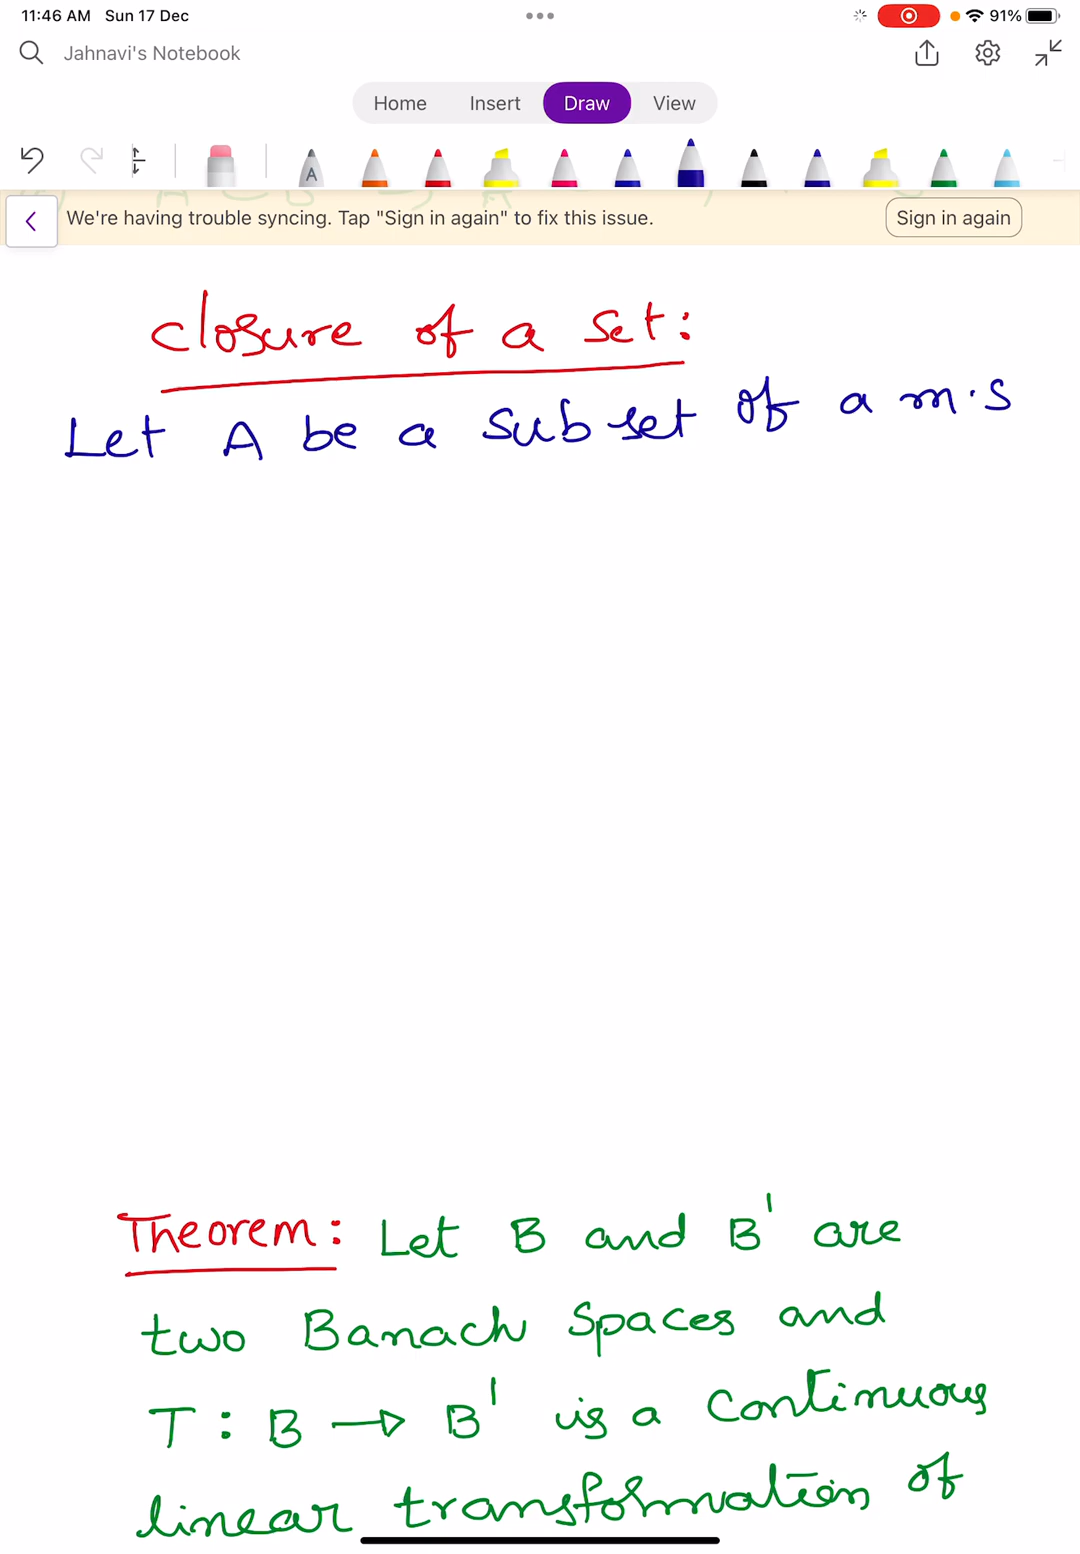 11:46 AM Sun 17 Dec
91%
Jahnavi's Notebook
Home Insert Draw View
A
We're having trouble syncing. Tap "Sign in again" to fix this issue.
Sign in again
closure of a set:
Let A be a subset of a m.s
Theorem: Let B and B' are
two Banach Spaces and
T : B → B' is a continuous
linear transformation of